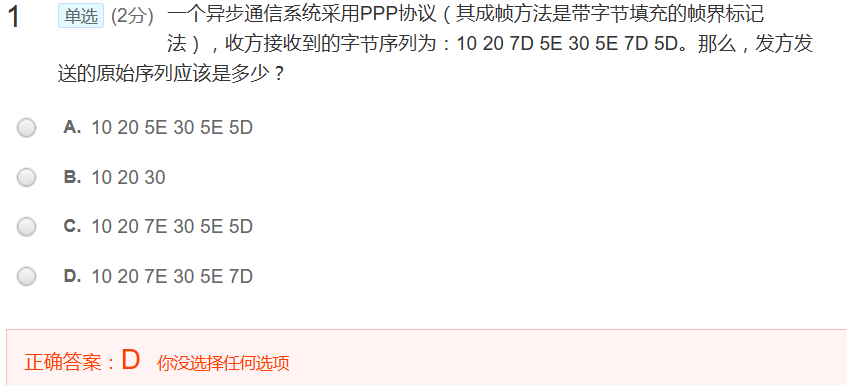 1 单选 (2分) 一个异步通信系统采用PPP协议（其成帧方法是带字节填充的帧界标记
法），收方接收到的字节序列为：10 20 7D 5E 30 5E 7D 5D。那么，发方发
送的原始序列应该是多少？
A. 10 20 5E 30 5E 5D
B. 10 20 30
C. 10 20 7E 30 5E 5D
D. 10 20 7E 30 5E 7D
正确答案：D 你没选择任何选项